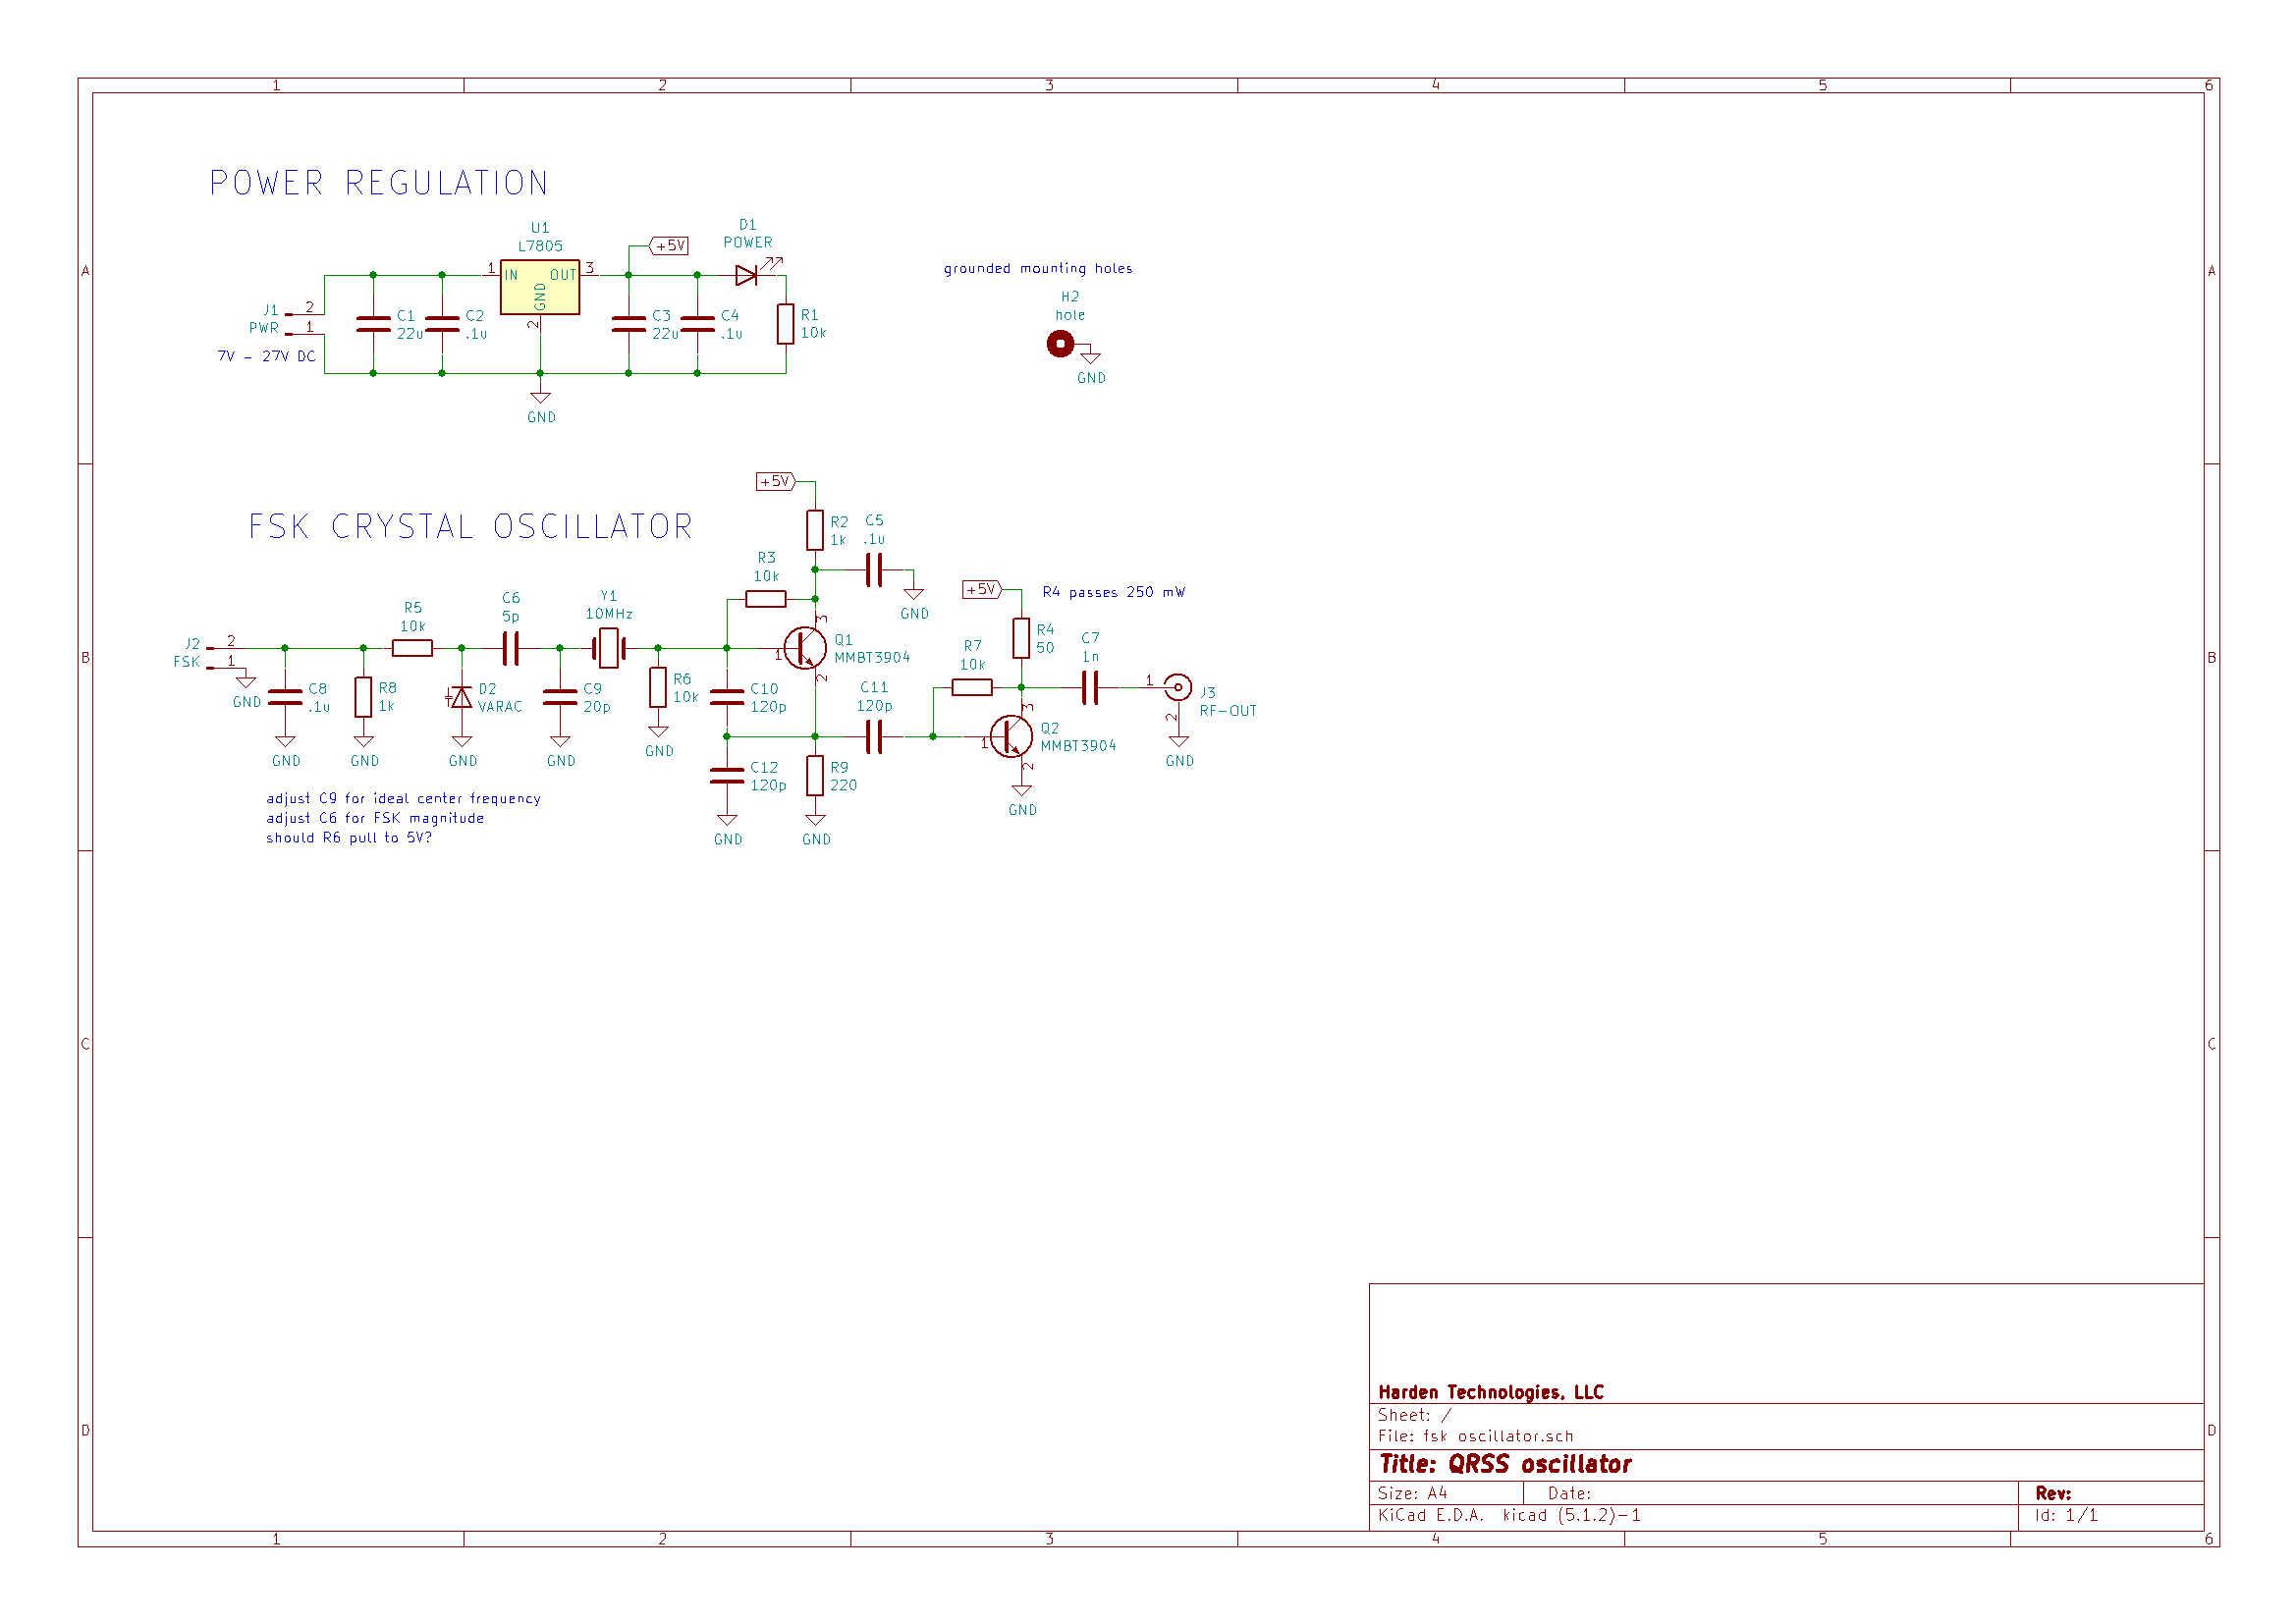 1 2 3 4 5 6
A
B
C
D
A
B
C
D
POWER REGULATION
U1
L7805
1
IN
OUT
3
GND
2
+5V
D1
POWER
J1
PWR
2
1
7V - 27V DC
C1
22u
C2
.1u
C3
22u
C4
.1u
R1
10k
GND
grounded mounting holes
H2
hole
GND
FSK CRYSTAL OSCILLATOR
+5V
R2
1k
C5
.1u
GND
R3
10k
J2
FSK
2
1
GND
C8
.1u
GND
R8
1k
GND
R5
10k
D2
VARAC
GND
C6
5p
C9
20p
GND
Y1
10MHz
R6
10k
GND
C10
120p
C12
120p
GND
Q1
MMBT3904
1
2
3
R9
220
GND
C11
120p
+5V
R4 passes 250 mW
R4
50
R7
10k
C7
1n
Q2
MMBT3904
1
2
3
GND
1
2
J3
RF-OUT
GND
adjust C9 for ideal center frequency
adjust C6 for FSK magnitude
should R6 pull to 5V?
Harden Technologies, LLC
Sheet: /
File: fsk oscillator.sch
Title: QRSS oscillator
Size: A4 Date: Rev:
KiCad E.D.A. kicad (5.1.2)-1 Id: 1/1
1 2 3 4 5 6